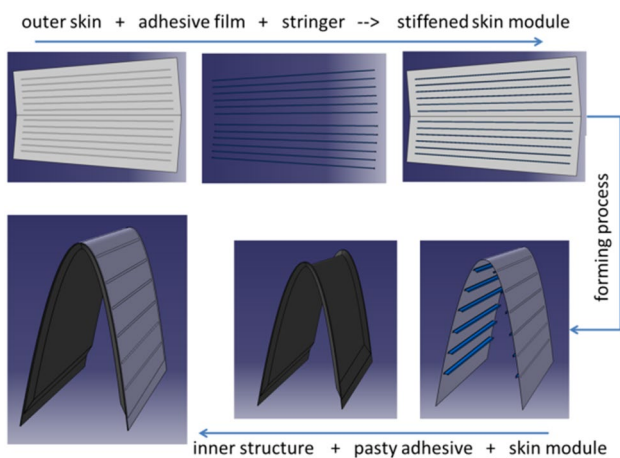 outer skin + adhesive film + stringer --> stiffened skin module
forming process
inner structure + pasty adhesive + skin module